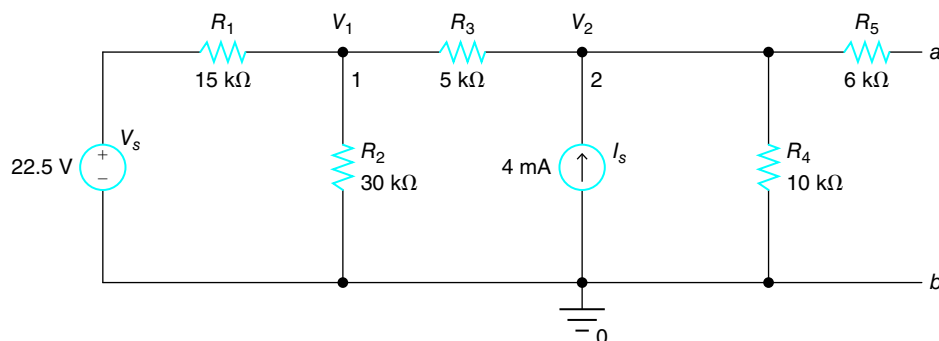 R1 V1 R3 V2 R5
a
15 kΩ 1 5 kΩ 2 6 kΩ
Vs
22.5 V + −
R2
30 kΩ
4 mA
Is
R4
10 kΩ
b
0